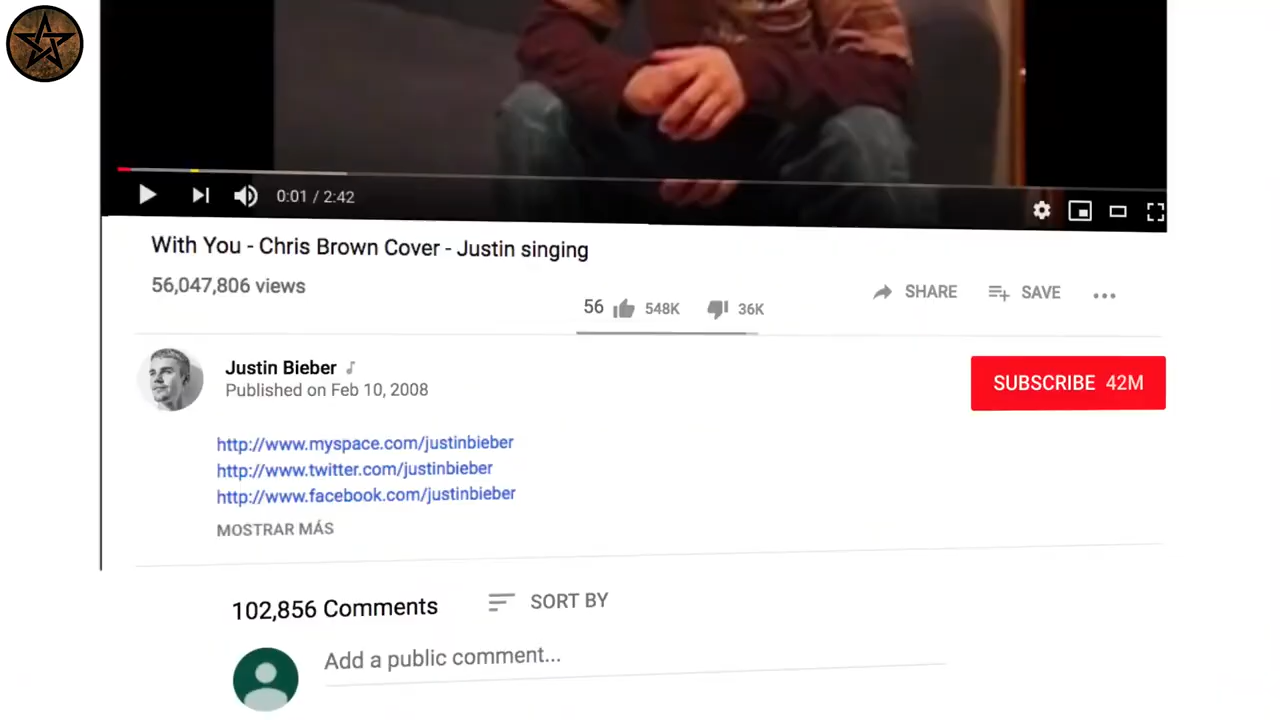 0:01 / 2:42
With You - Chris Brown Cover - Justin singing
56,047,806 views
56 548K 36K
SHARE SAVE
Justin Bieber
Published on Feb 10, 2008
SUBSCRIBE 42M
http://www.myspace.com/justinbieber
http://www.twitter.com/justinbieber
http://www.facebook.com/justinbieber
MOSTRAR MÁS
102,856 Comments
SORT BY
Add a public comment...